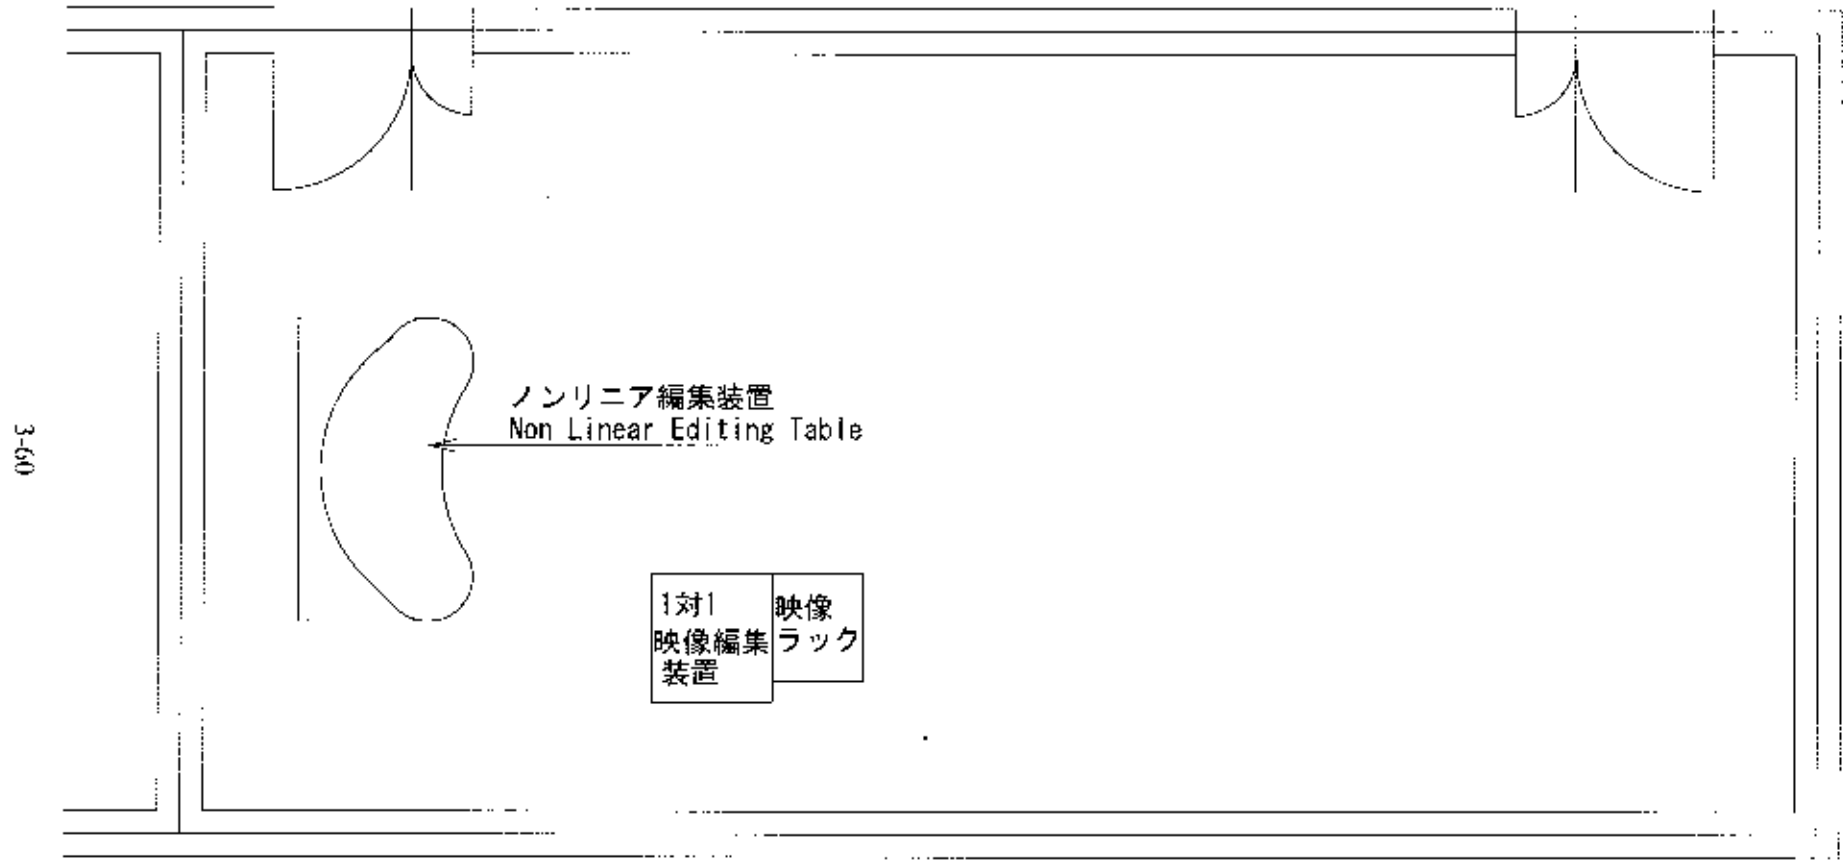 ノンリニア編集装置
Non Linear Editing Table
1対1
映像編集
装置
映像
ラック
3-60